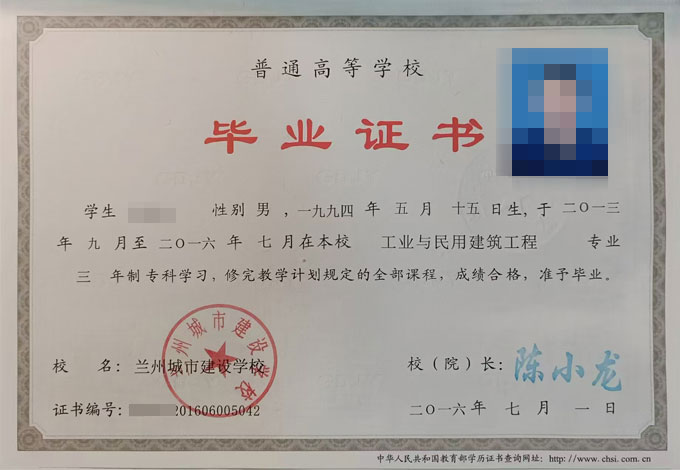 普通高等学校
毕业证书
学生 性别 男，一九九四 年 五月 十五日生，于 二〇一三
年 九 月至 二〇一六 年 七月在本校 工业与民用建筑工程 专业
三 年制 专科学习，修完教学计划规定的全部课程，成绩合格，准予毕业。
兰州城市建设学校
校 名：兰州城市建设学校
校（院）长：陈小龙
证书编号： 201606005042
二〇一六年 七 月 一 日
中华人民共和国教育部学历证书查询网址：http://www.chsi.com.cn